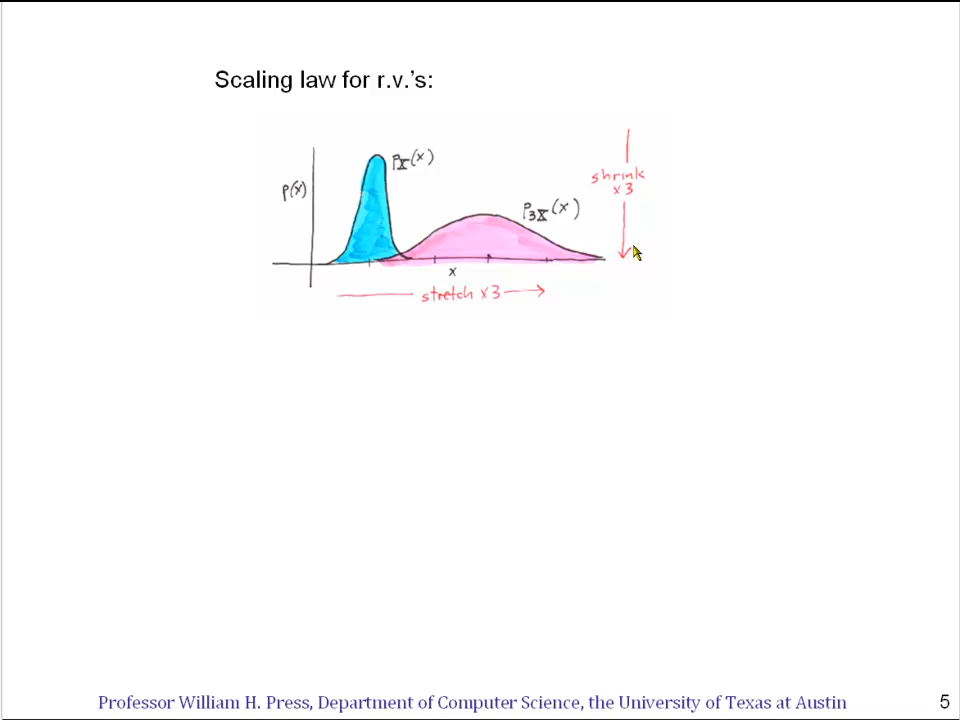 Scaling law for r.v.'s:
p(x)
pX(x)
p3X(x)
shrink
x3
x
stretch x3
Professor William H. Press, Department of Computer Science, the University of Texas at Austin
5